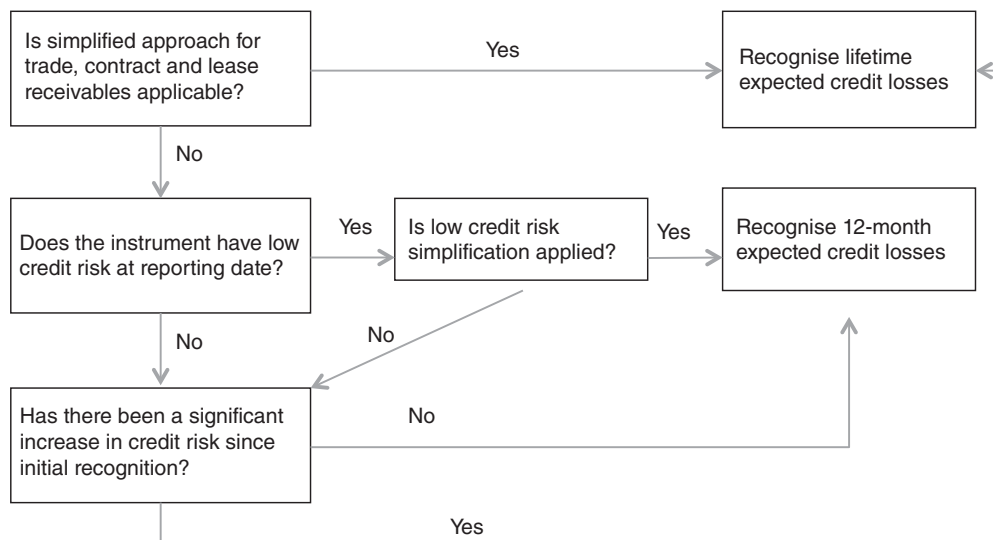 Is simplified approach for
trade, contract and lease
receivables applicable?
Yes
Recognise lifetime
expected credit losses
No
Does the instrument have low
credit risk at reporting date?
Yes
Is low credit risk
simplification applied?
Yes
Recognise 12-month
expected credit losses
No
No
Has there been a significant
increase in credit risk since
initial recognition?
No
Yes